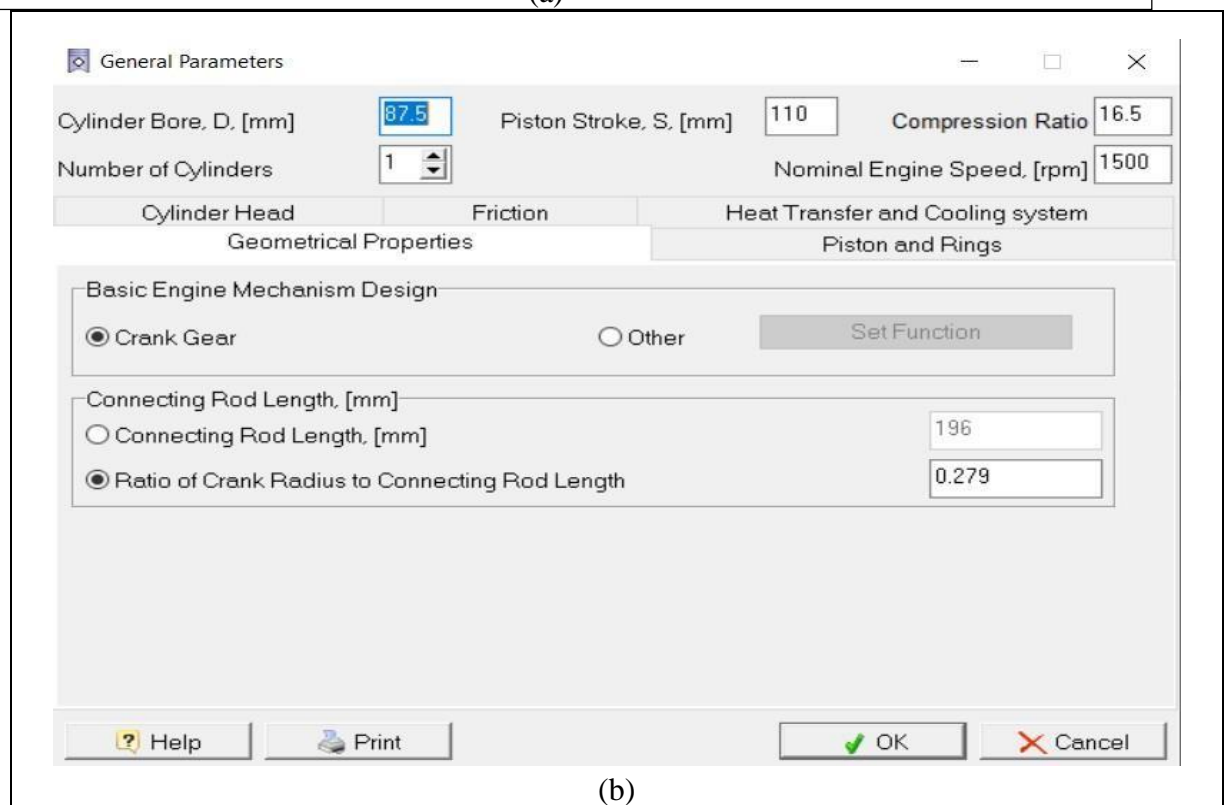 (a)
General Parameters
Cylinder Bore, D, [mm] 87.5 Piston Stroke, S, [mm] 110 Compression Ratio 16.5
Number of Cylinders 1 Nominal Engine Speed, [rpm] 1500
Cylinder Head Friction Heat Transfer and Cooling system
Geometrical Properties Piston and Rings
Basic Engine Mechanism Design
Crank Gear Other Set Function
Connecting Rod Length, [mm]
Connecting Rod Length, [mm] 196
Ratio of Crank Radius to Connecting Rod Length 0.279
Help Print OK Cancel
(b)